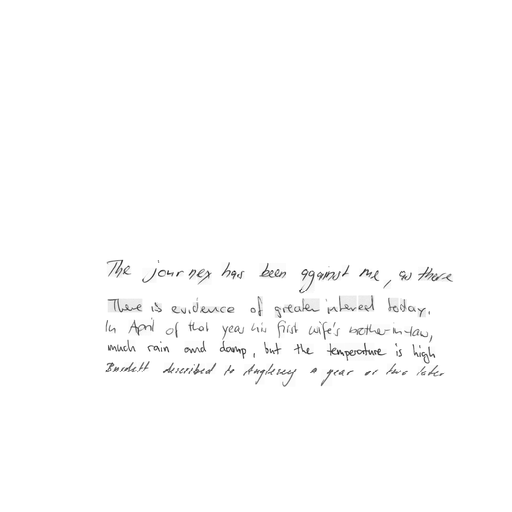 The journey has been against me, as there
There is evidence of greater interest today.
In April of that year his first wife's brother-in-law,
much rain and damp, but the temperature is high
Burdett described to Anglesey a year or two later